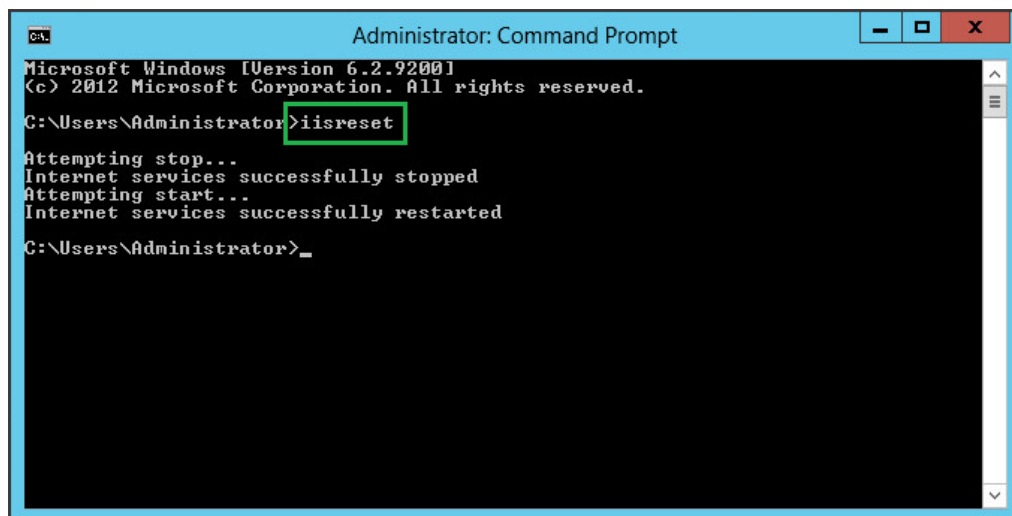 Administrator: Command Prompt
Microsoft Windows [Version 6.2.9200]
(c) 2012 Microsoft Corporation. All rights reserved.
C:\Users\Administrator>iisreset
Attempting stop...
Internet services successfully stopped
Attempting start...
Internet services successfully restarted
C:\Users\Administrator>_